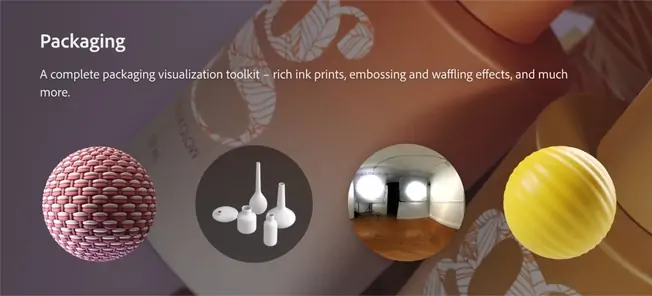 Packaging
A complete packaging visualization toolkit – rich ink prints, embossing and waffling effects, and much
more.